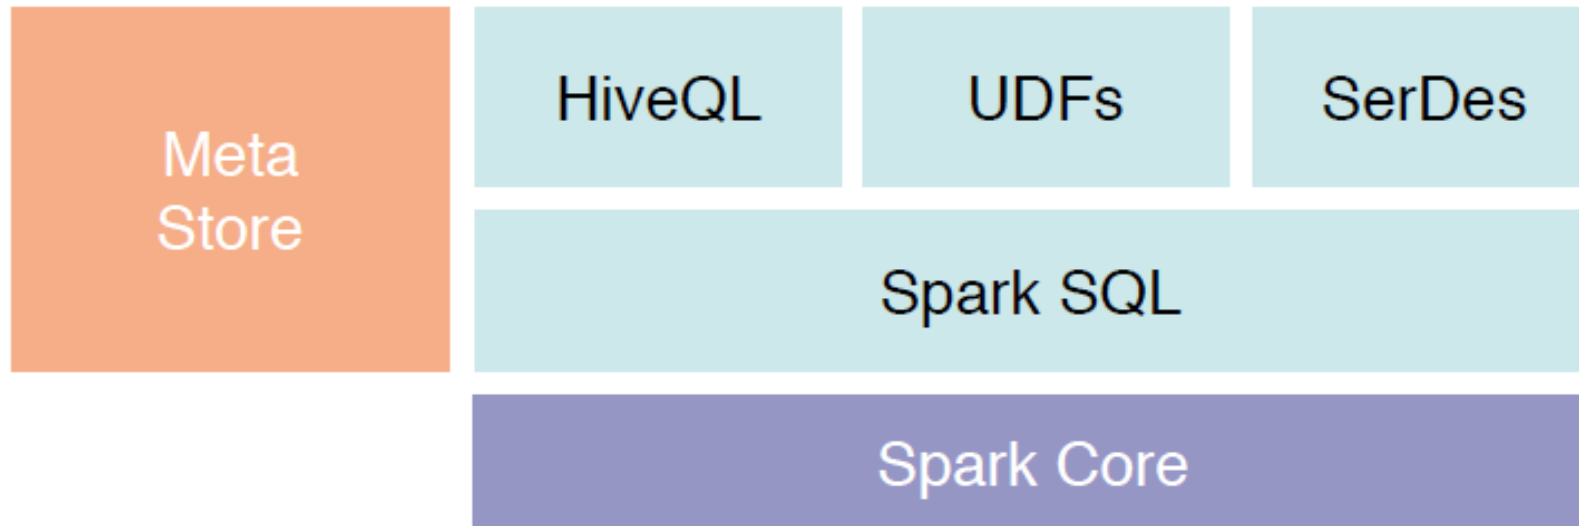 Meta
Store
HiveQL
UDFs
SerDes
Spark SQL
Spark Core